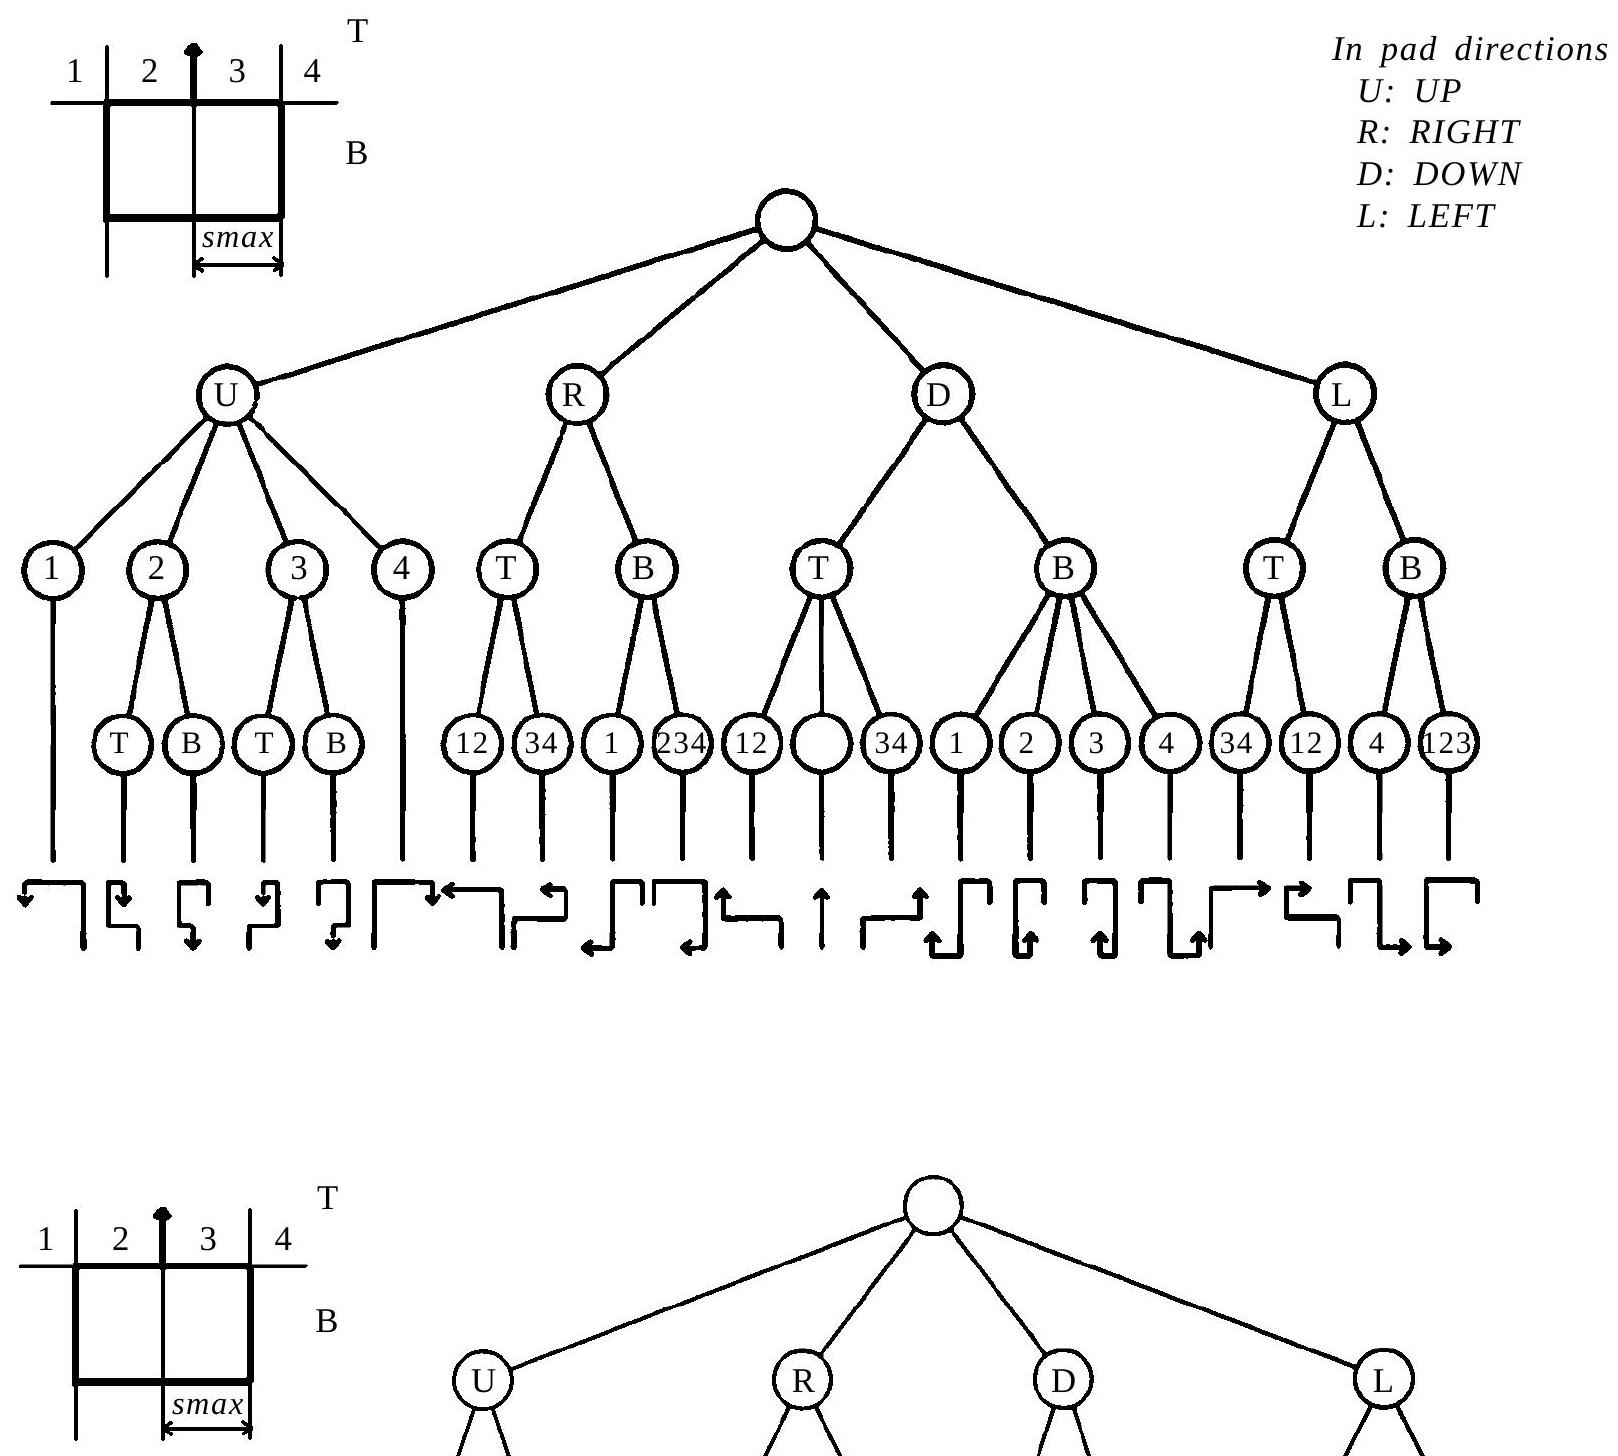 T
1 2 3 4
B
smax
In pad directions
U: UP
R: RIGHT
D: DOWN
L: LEFT
U R D L
1 2 3 4 T B T B T B
T B T B 12 34 1 234 12 34 1 2 3 4 34 12 4 123
T
1 2 3 4
B
smax
U R D L